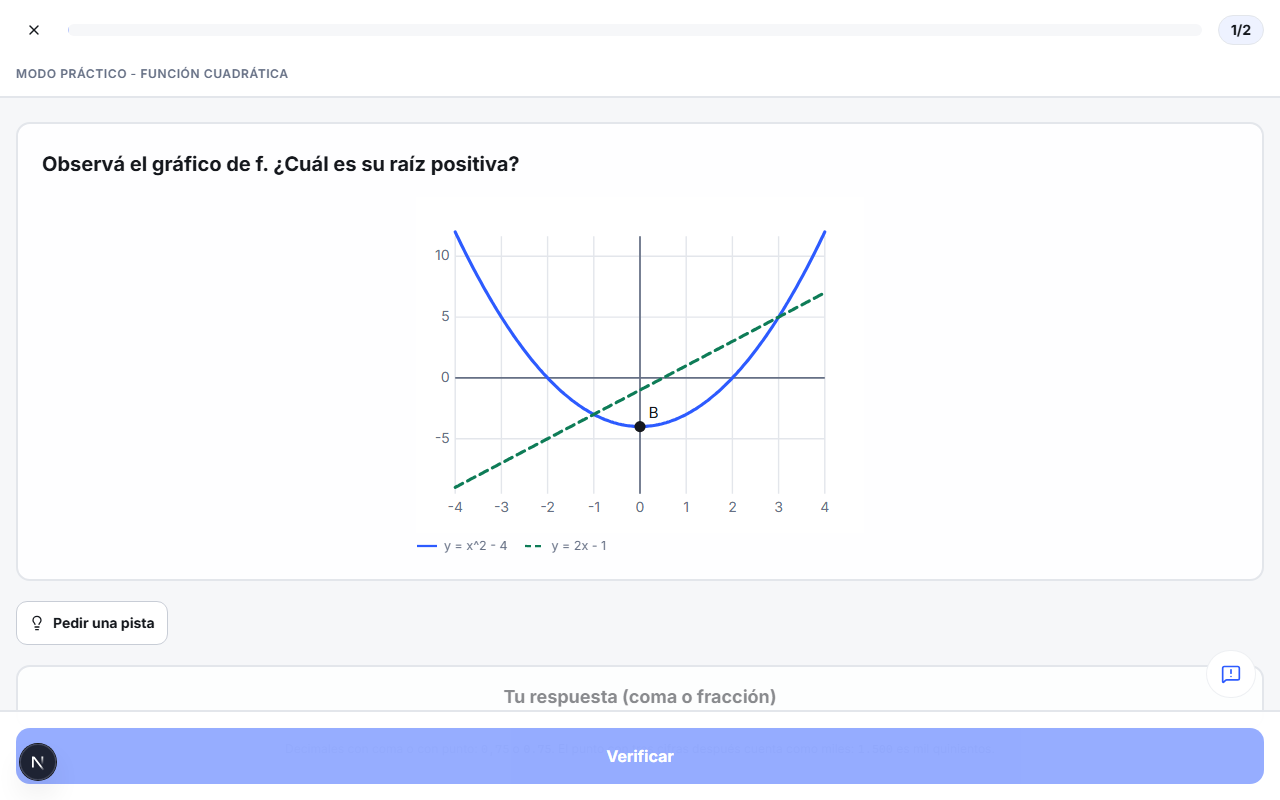 1/2
MODO PRÁCTICO - FUNCIÓN CUADRÁTICA
Observá el gráfico de f. ¿Cuál es su raíz positiva?
10
5
0
-5
B
-4 -3 -2 -1 0 1 2 3 4
y = x^2 - 4 y = 2x - 1
Pedir una pista
Tu respuesta (coma o fracción)
Verificar
N